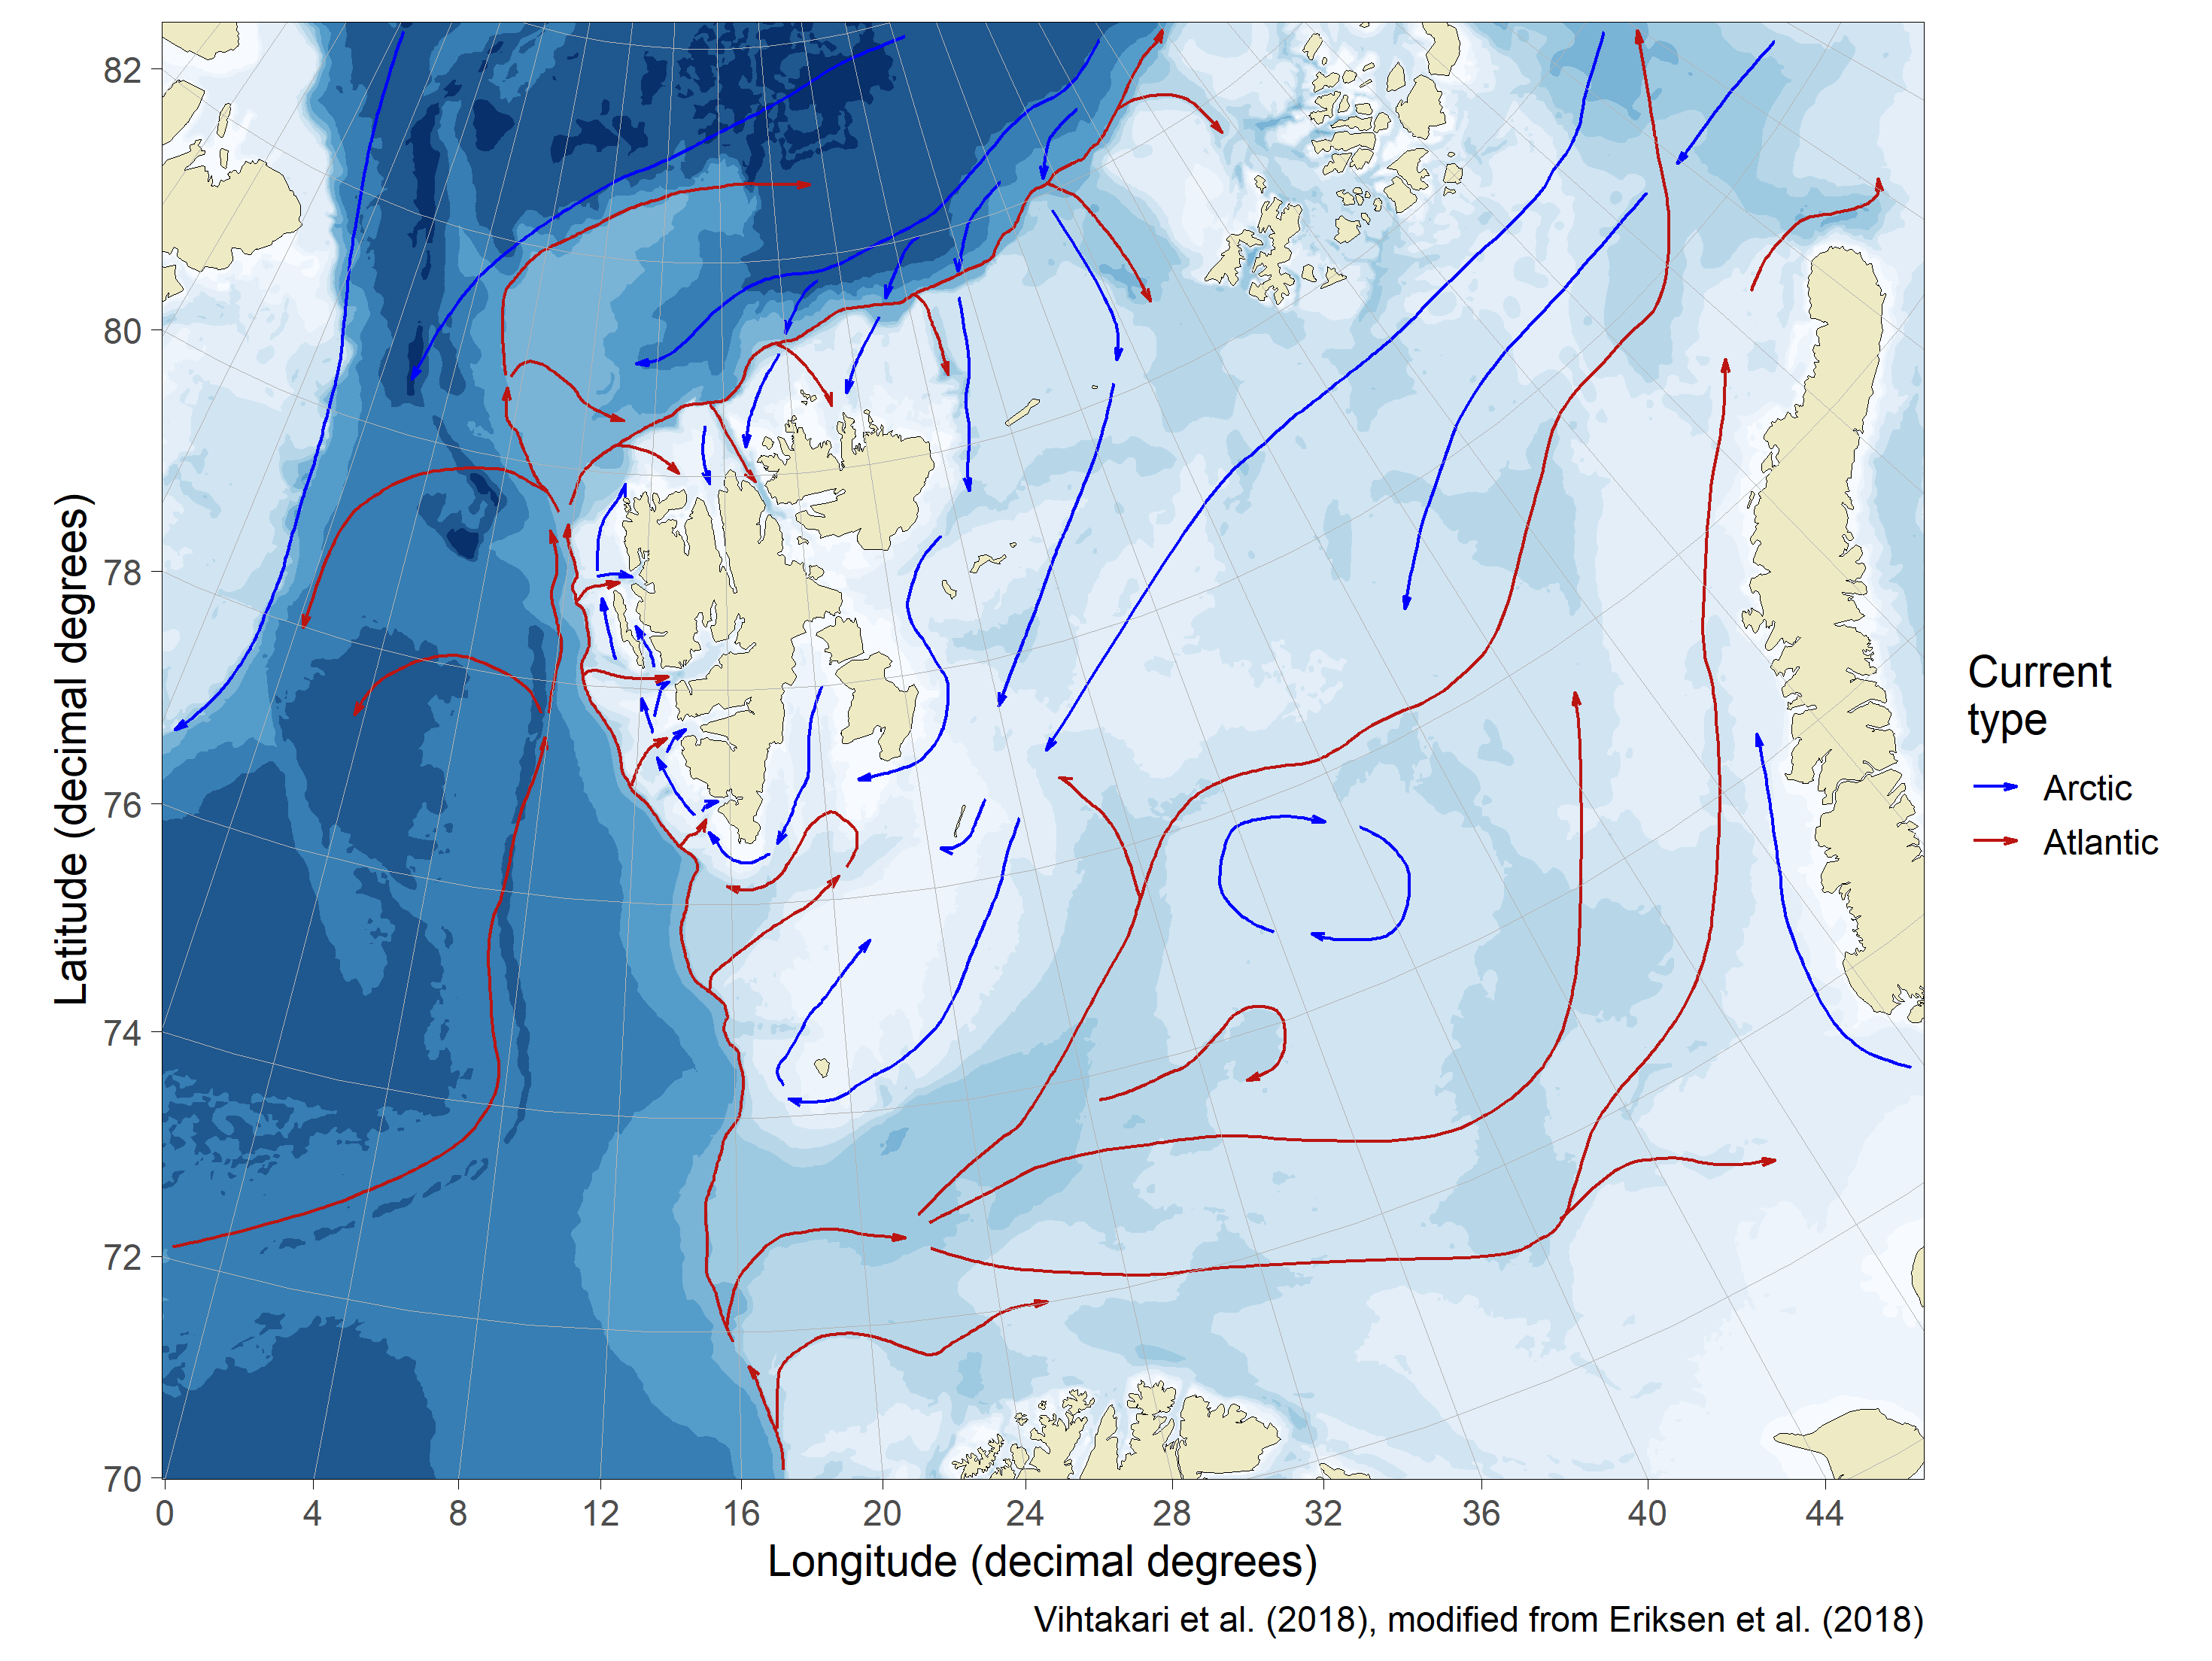 82
80
78
76
74
72
70
Latitude (decimal degrees)
0 4 8 12 16 20 24 28 32 36 40 44
Longitude (decimal degrees)
Current
type
Arctic
Atlantic
Vihtakari et al. (2018), modified from Eriksen et al. (2018)